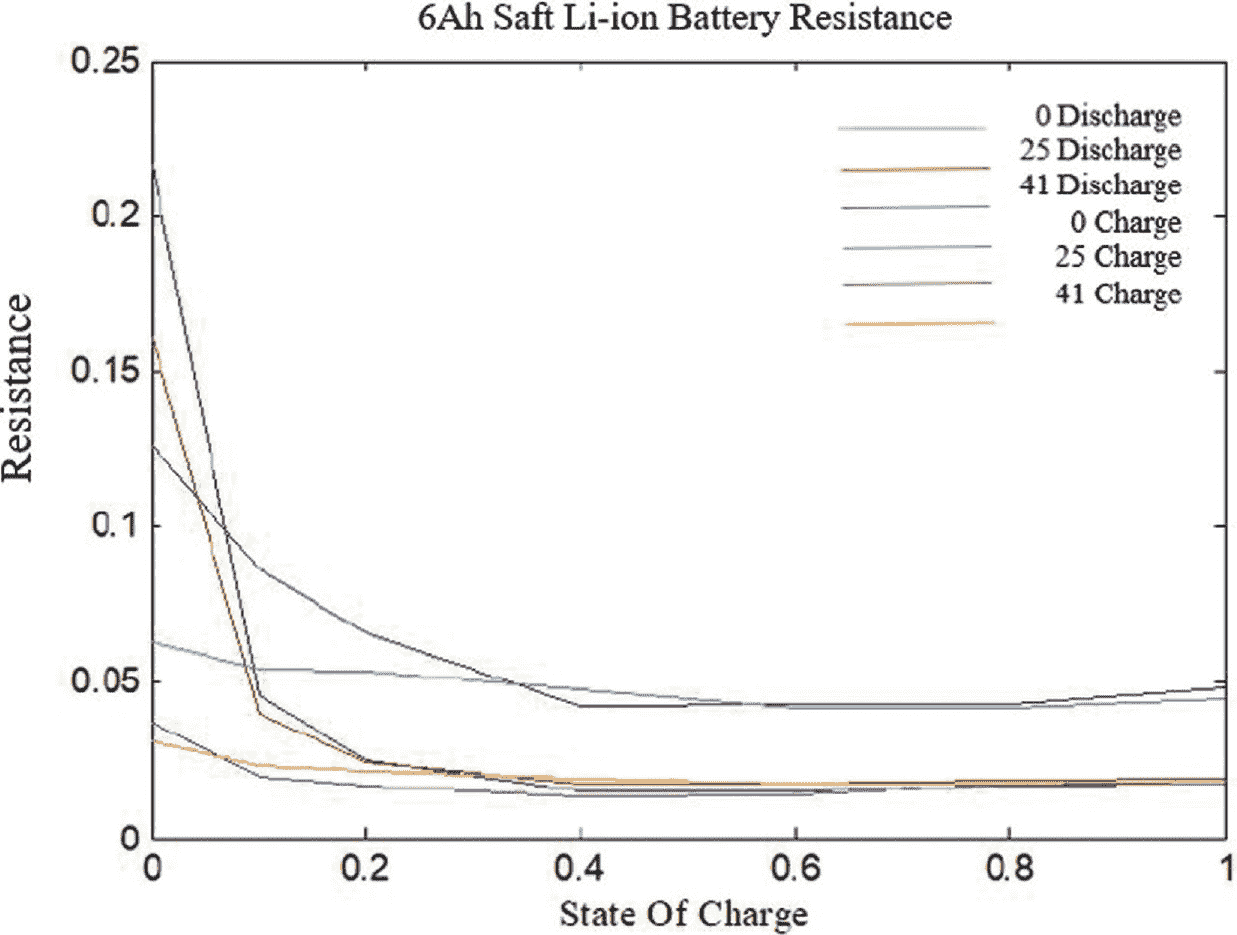 6Ah Saft Li-ion Battery Resistance
0.25
0.2
0.15
0.1
0.05
0
Resistance
0 Discharge
25 Discharge
41 Discharge
0 Charge
25 Charge
41 Charge
0 0.2 0.4 0.6 0.8 1
State Of Charge